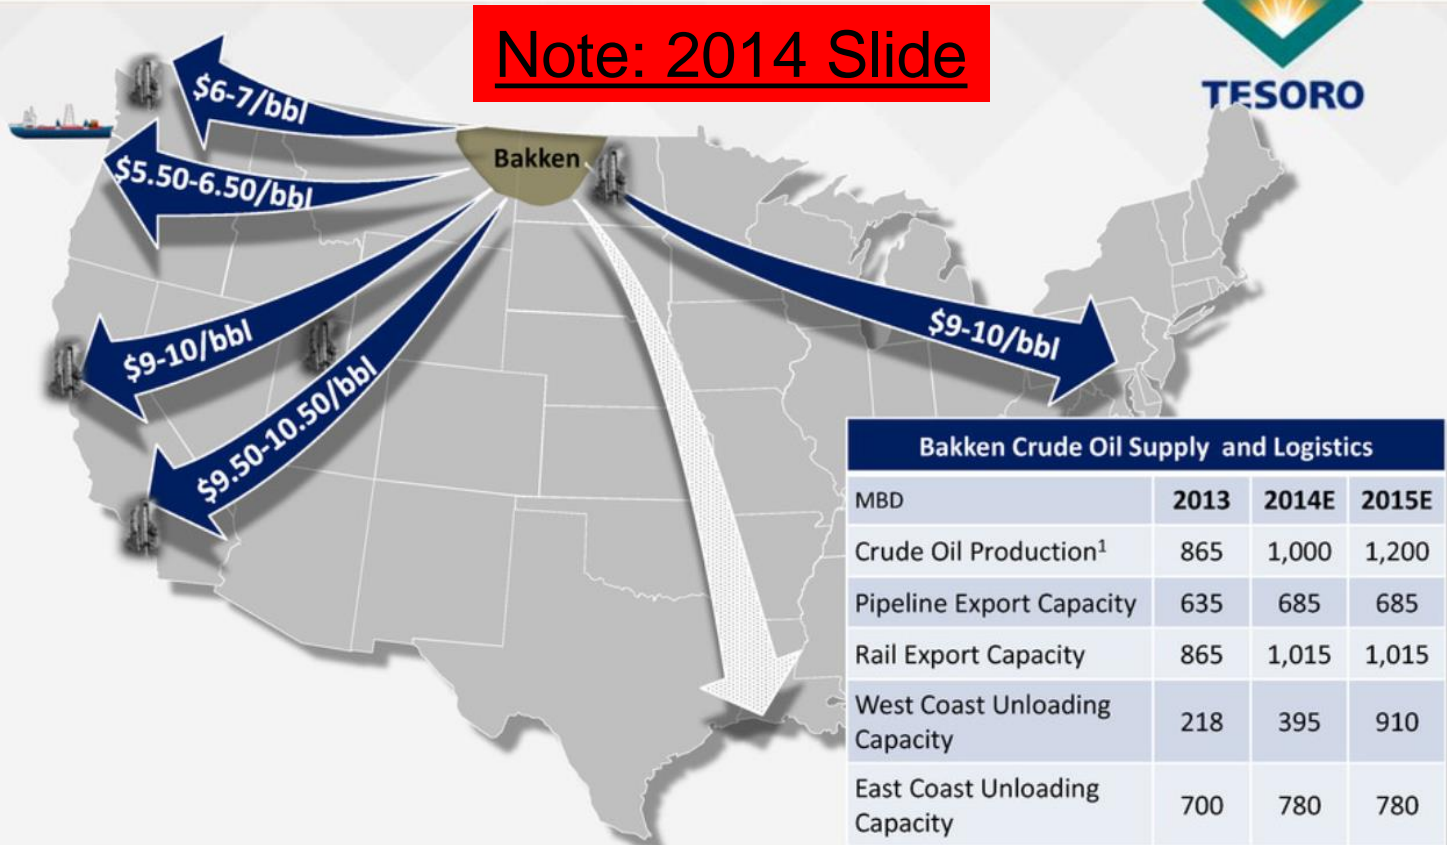 Note: 2014 Slide
TESORO
$6-7/bbl
Bakken
$5.50-6.50/bbl
$9-10/bbl
$9-10/bbl
$9.50-10.50/bbl
Bakken Crude Oil Supply and Logistics
MBD 2013 2014E 2015E
Crude Oil Production¹ 865 1,000 1,200
Pipeline Export Capacity 635 685 685
Rail Export Capacity 865 1,015 1,015
West Coast Unloading
Capacity 218 395 910
East Coast Unloading
Capacity 700 780 780